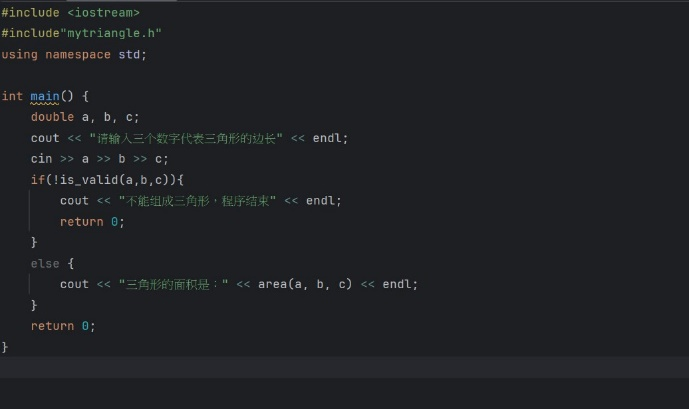 #include <iostream>
#include"mytriangle.h"
using namespace std;
int main() {
double a, b, c;
cout << "请输入三个数字代表三角形的边长" << endl;
cin >> a >> b >> c;
if(!is_valid(a,b,c)){
cout << "不能组成三角形，程序结束" << endl;
return 0;
}
else {
cout << "三角形的面积是：" << area(a, b, c) << endl;
}
return 0;
}